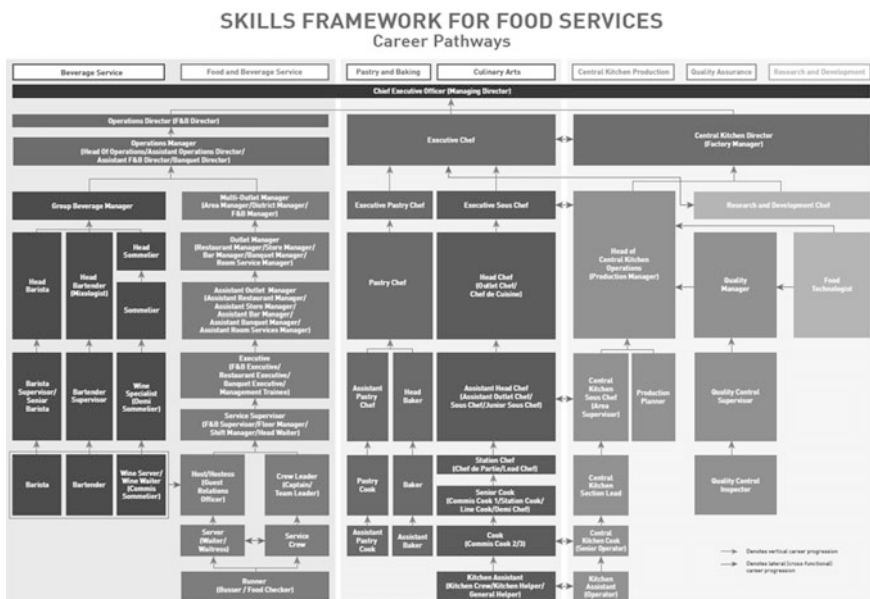 SKILLS FRAMEWORK FOR FOOD SERVICES
Career Pathways
Beverage Service
Food and Beverage Service
Pastry and Baking
Culinary Arts
Central Kitchen Production
Quality Assurance
Research and Development
Chief Executive Officer (Managing Director)
Operations Director (F&B Director)
Operations Manager
(Head Of Operations/Assistant Operations Director/
Assistant F&B Director/Banquet Director)
Executive Chef
Central Kitchen Director
(Factory Manager)
Group Beverage Manager
Multi-Outlet Manager
(Area Manager/District Manager/
F&B Manager)
Executive Pastry Chef
Executive Sous Chef
Research and Development Chef
Head
Barista
Head
Bartender
(Mixologist)
Head
Sommelier
Sommelier
Outlet Manager
(Restaurant Manager/Store Manager/
Bar Manager/Banquet Manager/
Room Service Manager)
Assistant Outlet Manager
(Assistant Restaurant Manager/
Assistant Store Manager/
Assistant Bar Manager/
Assistant Banquet Manager/
Assistant Room Services Manager)
Pastry Chef
Head Chef
(Outlet Chef/
Chef de Cuisine)
Head of
Central Kitchen
Operations
(Production Manager)
Quality
Manager
Food
Technologist
Barista
Supervisor/
Senior
Barista
Bartender
Supervisor
Wine
Specialist
(Demi
Sommelier)
Executive
(F&B Executive/
Restaurant Executive/
Banquet Executive/
Management Trainee)
Service Supervisor
(F&B Supervisor/Floor Manager/
Shift Manager/Head Waiter)
Assistant
Pastry
Chef
Head
Baker
Assistant Head Chef
(Assistant Outlet Chef/
Sous Chef/Junior Sous Chef)
Central
Kitchen
Sous Chef
(Area
Supervisor)
Production
Planner
Quality Control
Supervisor
Barista
Bartender
Wine Server/
Wine Waiter
(Commis
Sommelier)
Host/Hostess
(Guest
Relations
Officer)
Crew Leader
(Captain/
Team Leader)
Pastry
Cook
Baker
Station Chef
(Chef de Partie/Lead Chef)
Senior Cook
(Commis Cook 1/Station Cook/
Line Cook/Demi Chef)
Central
Kitchen
Section Lead
Quality Control
Inspector
Server
(Waiter/
Waitress)
Service
Crew
Assistant
Pastry
Cook
Assistant
Baker
Cook
(Commis Cook 2/3)
Central
Kitchen Cook
(Senior Operator)
Runner
(Busser / Food Checker)
Kitchen Assistant
(Kitchen Crew/Kitchen Helper/
General Helper)
Kitchen
Assistant
(Operator)
Denotes vertical career progression
Denotes lateral (cross-functional)
career progression